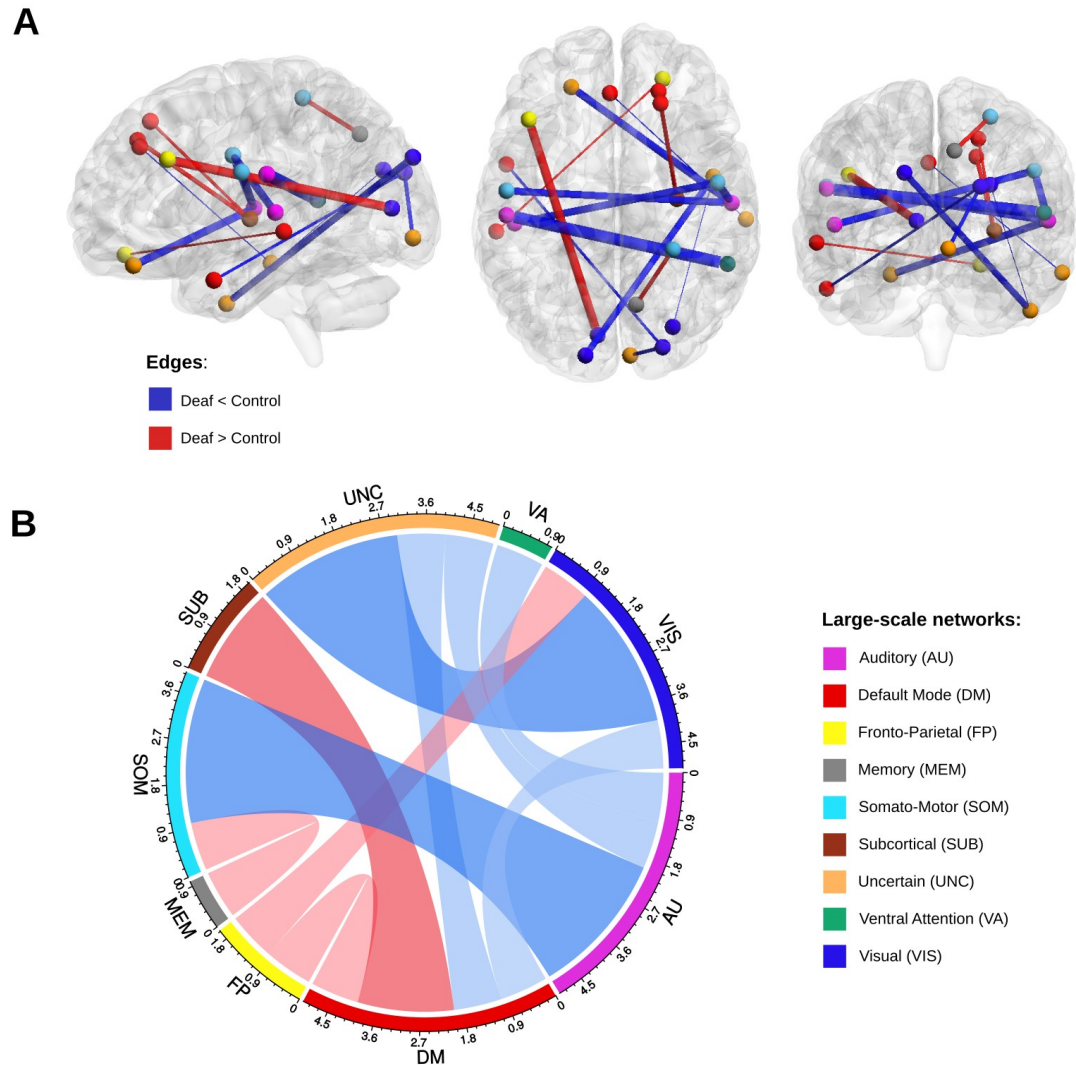 A
Edges:
Deaf < Control
Deaf > Control
B
UNC
0 0.9 1.8 2.7 3.6 4.5
VA
0 0.9
VIS
0 0.9 1.8 2.7 3.6 4.5
AU
0 0.9 1.8 2.7 3.6 4.5
DM
0 0.9 1.8 2.7 3.6 4.5
FP
0 0.9 1.8
MEM
0 0.9
SOM
0 0.9 1.8 2.7 3.6
SUB
0 0.9 1.8
Large-scale networks:
Auditory (AU)
Default Mode (DM)
Fronto-Parietal (FP)
Memory (MEM)
Somato-Motor (SOM)
Subcortical (SUB)
Uncertain (UNC)
Ventral Attention (VA)
Visual (VIS)